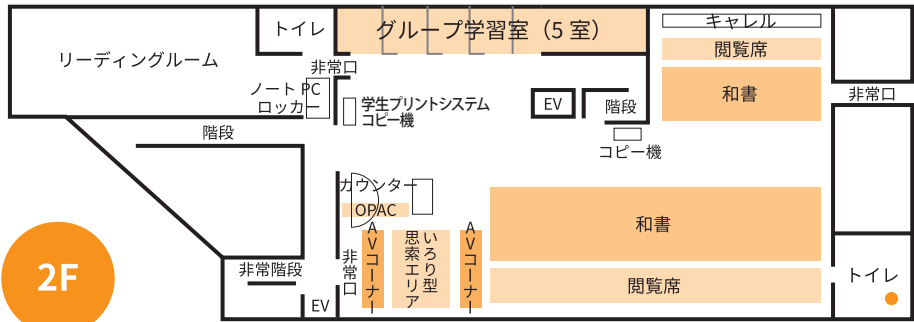 リーディングルーム
トイレ
グループ学習室（5 室）
キャレル
閲覧席
和書
非常口
非常口
ノート PC
ロッカー
学生プリントシステム
コピー機
EV
階段
コピー機
階段
カウンター
OPAC
AVコーナー
いろり型
思索エリア
AVコーナー
非常口
和書
閲覧席
トイレ
非常階段
EV
2F